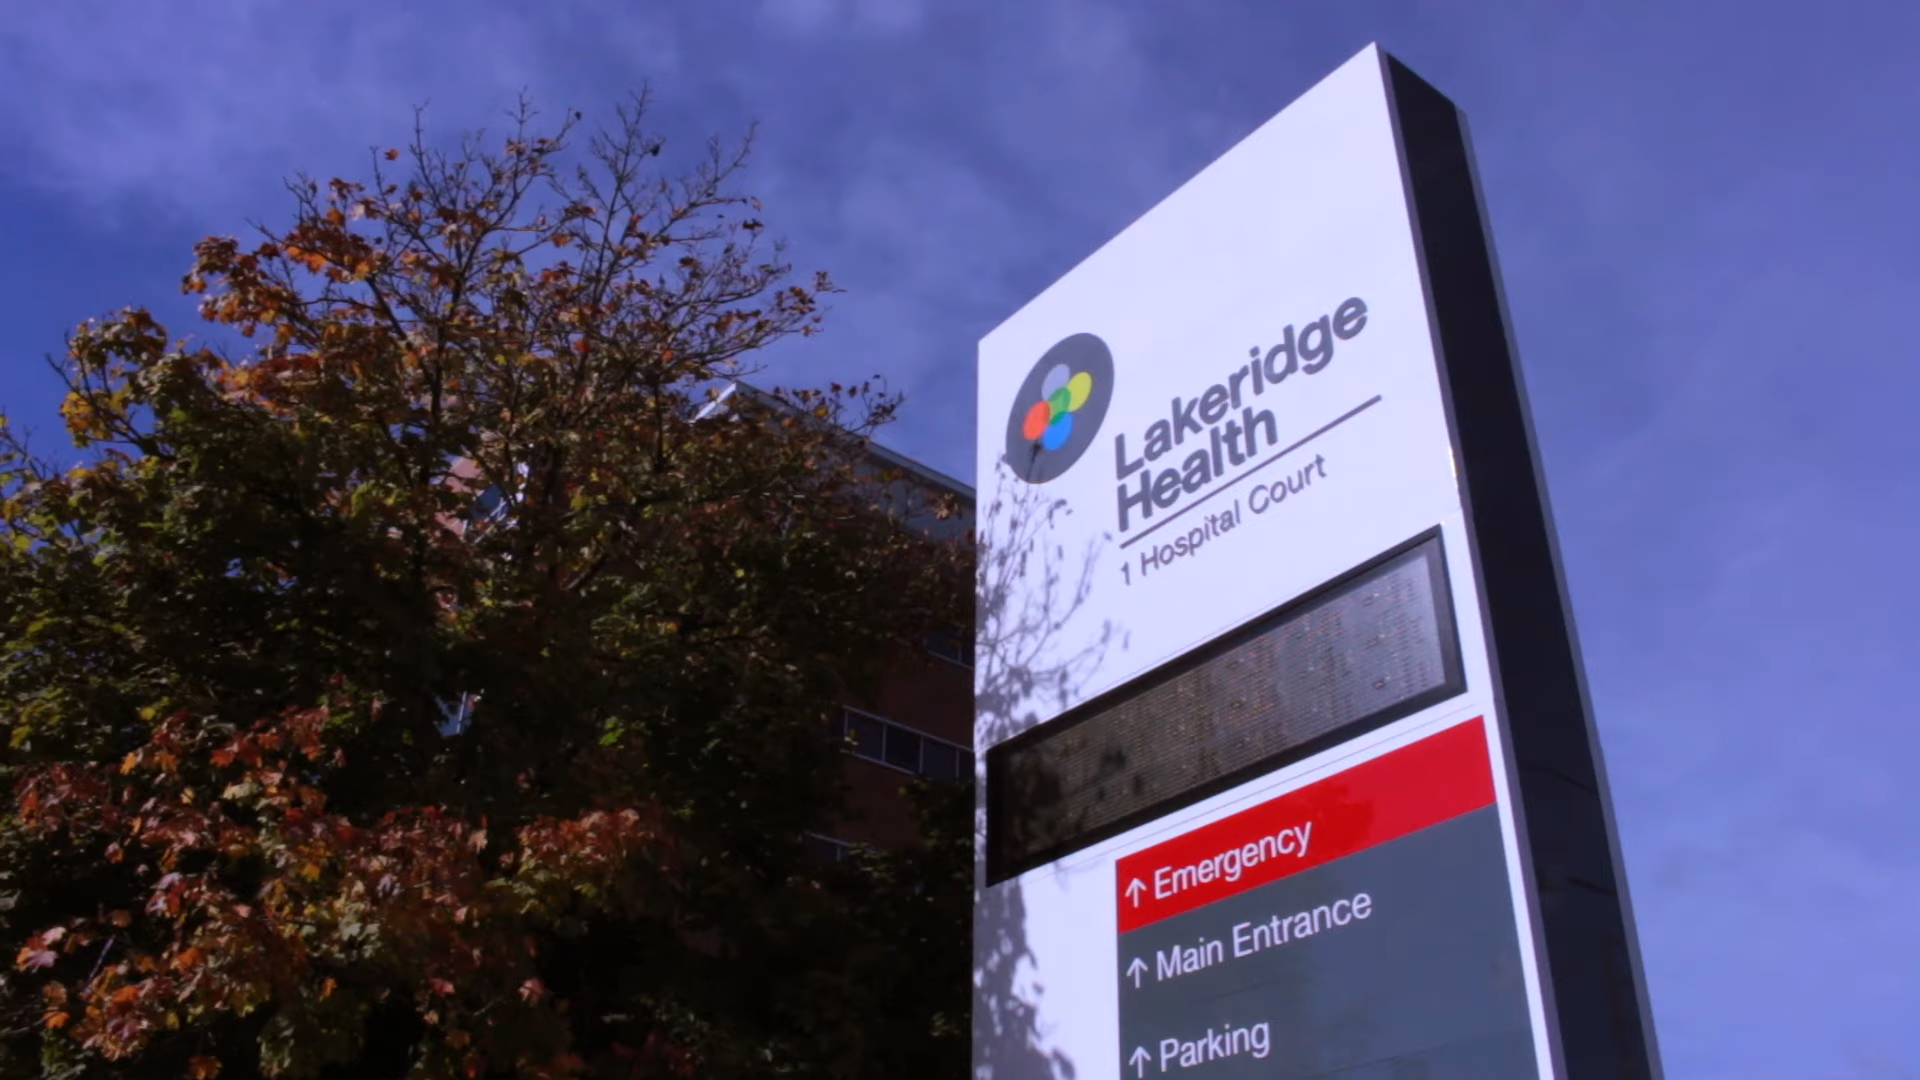 Lakeridge
Health
1 Hospital Court
↑ Emergency
↑ Main Entrance
↑ Parking